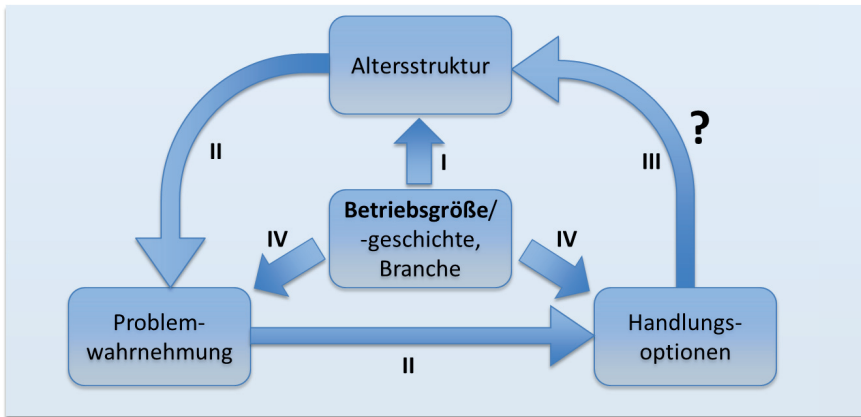 Altersstruktur
?
II
I
III
Betriebsgröße/
-geschichte,
Branche
IV
IV
Problem-
wahrnehmung
Handlungs-
optionen
II